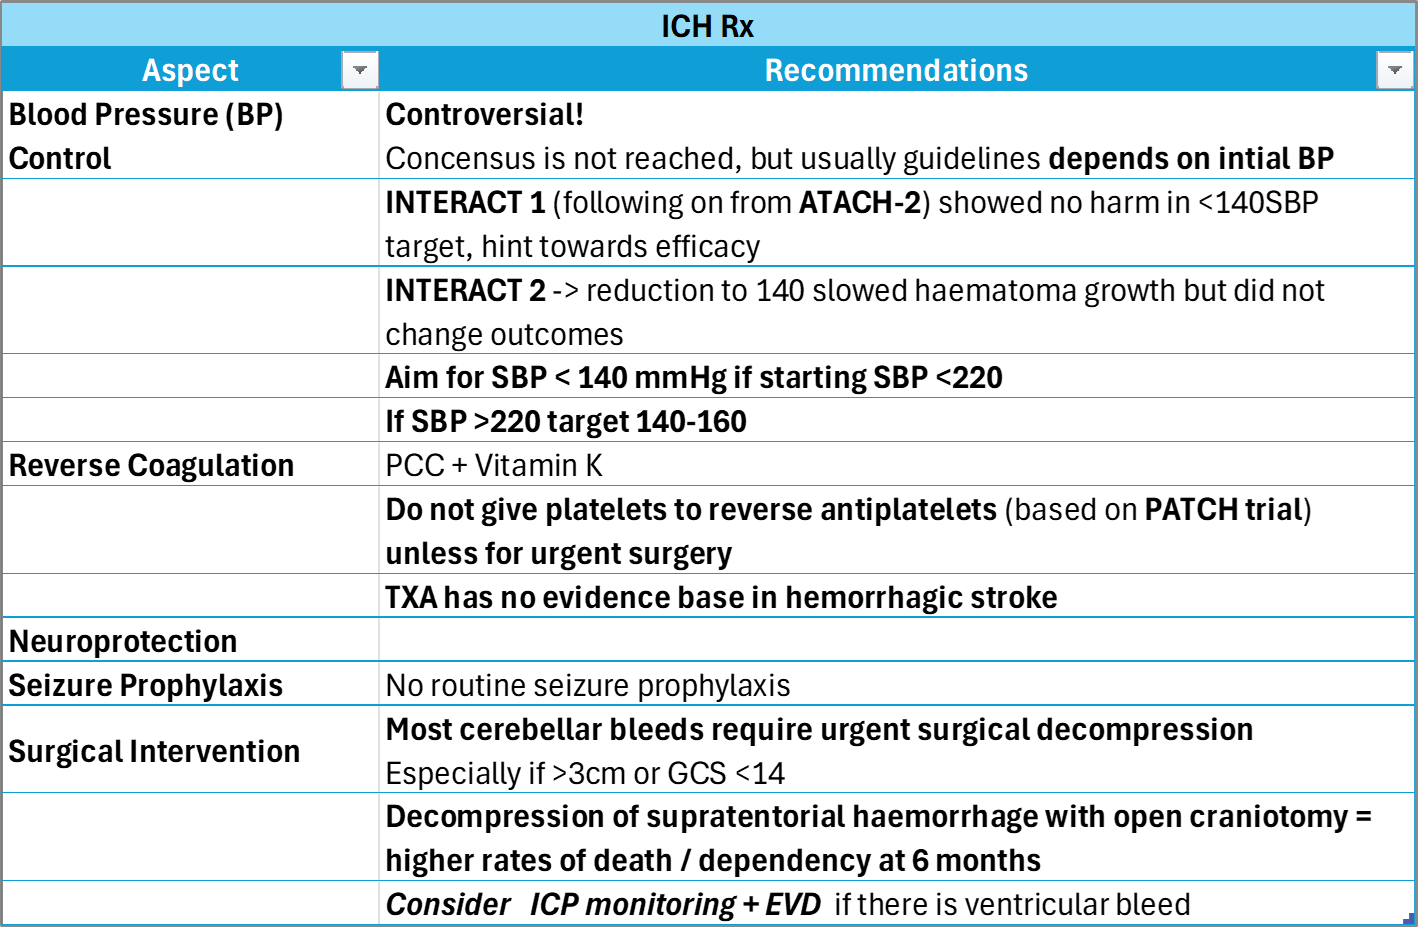 ICH Rx
Aspect
Recommendations
Blood Pressure (BP)
Control
Controversial!
Concensus is not reached, but usually guidelines depends on intial BP
INTERACT 1 (following on from ATACH-2) showed no harm in <140SBP
target, hint towards efficacy
INTERACT 2 -> reduction to 140 slowed haematoma growth but did not
change outcomes
Aim for SBP < 140 mmHg if starting SBP <220
If SBP >220 target 140-160
Reverse Coagulation
PCC + Vitamin K
Do not give platelets to reverse antiplatelets (based on PATCH trial)
unless for urgent surgery
TXA has no evidence base in hemorrhagic stroke
Neuroprotection
Seizure Prophylaxis
No routine seizure prophylaxis
Surgical Intervention
Most cerebellar bleeds require urgent surgical decompression
Especially if >3cm or GCS <14
Decompression of supratentorial haemorrhage with open craniotomy =
higher rates of death / dependency at 6 months
Consider ICP monitoring + EVD if there is ventricular bleed